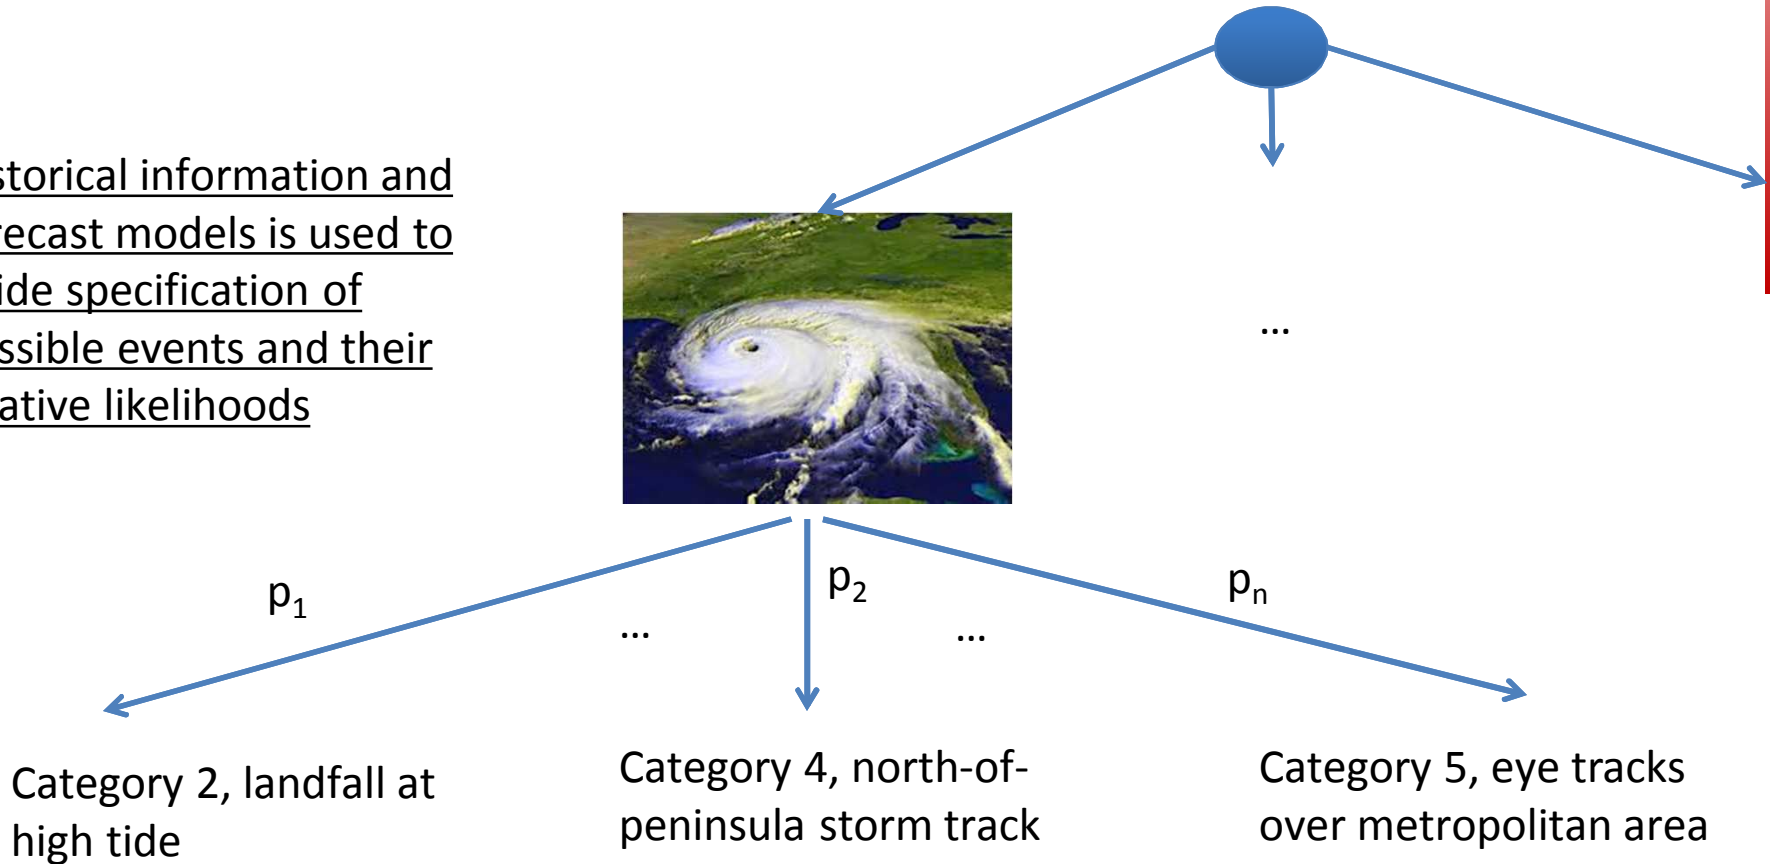 storical information and
recast models is used to
ide specification of
ssible events and their
ative likelihoods
...
p₁
p₂
pₙ
... ...
Category 2, landfall at
high tide
Category 4, north-of-
peninsula storm track
Category 5, eye tracks
over metropolitan area